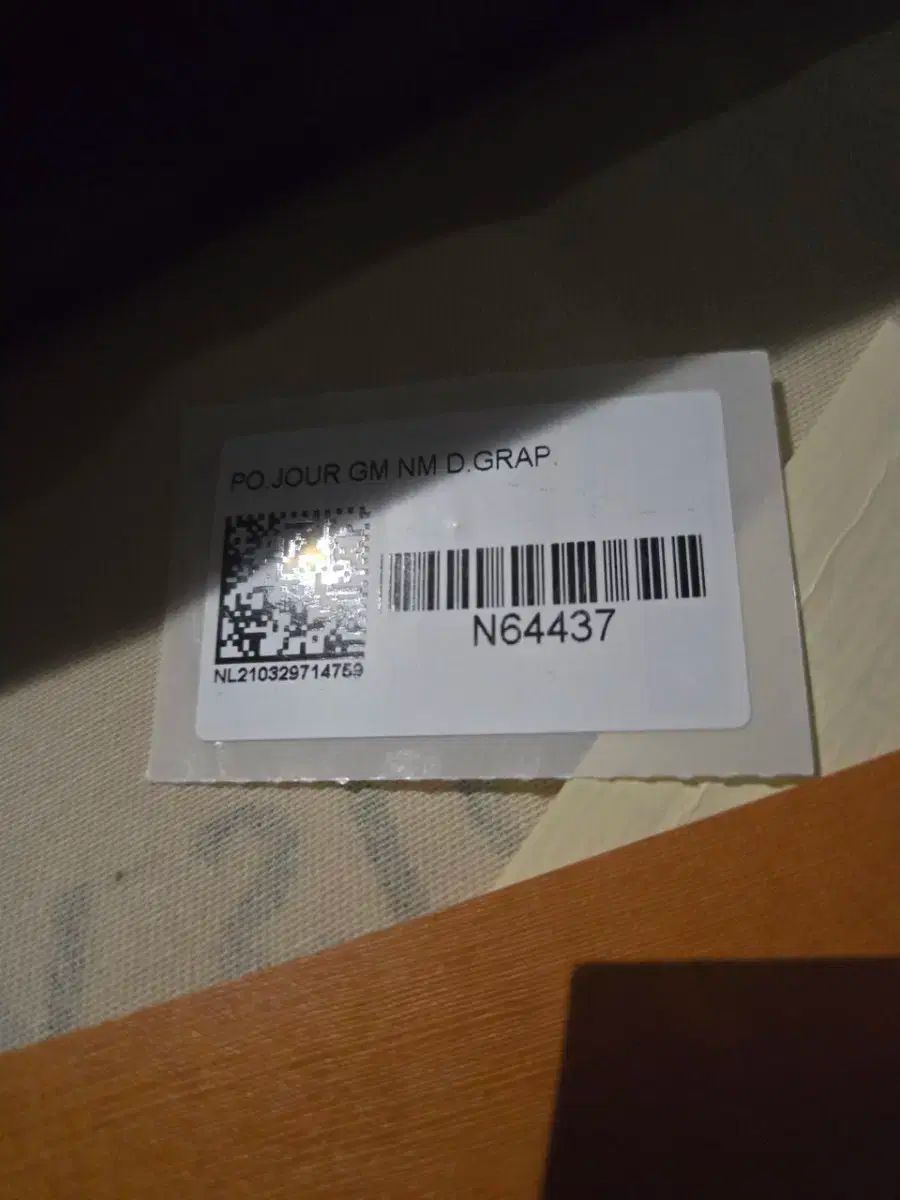 PO.JOUR GM NM D.GRAP.
NL210329714759
N64437